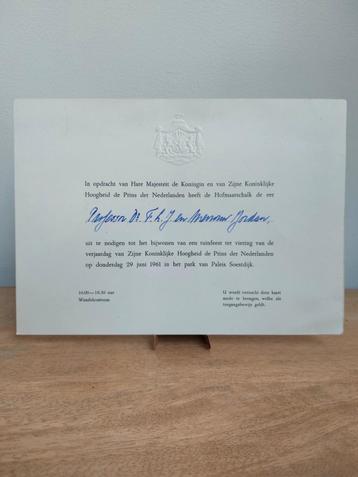 In opdracht van Hare Majesteit de Koningin en van Zijne Koninklijke
Hoogheid de Prins der Nederlanden heeft de Hofmaarschalk de eer
Professor Dr. F. h. J. en Mevrouw Jordan,
uit te nodigen tot het bijwonen van een tuinfeest ter viering van de
verjaardag van Zijne Koninklijke Hoogheid de Prins der Nederlanden
op donderdag 29 juni 1961 in het park van Paleis Soestdijk.
16.00—18.30 uur
Wandelcostuum
U wordt verzocht deze kaart
mede te brengen, welke als
toegangsbewijs geldt.